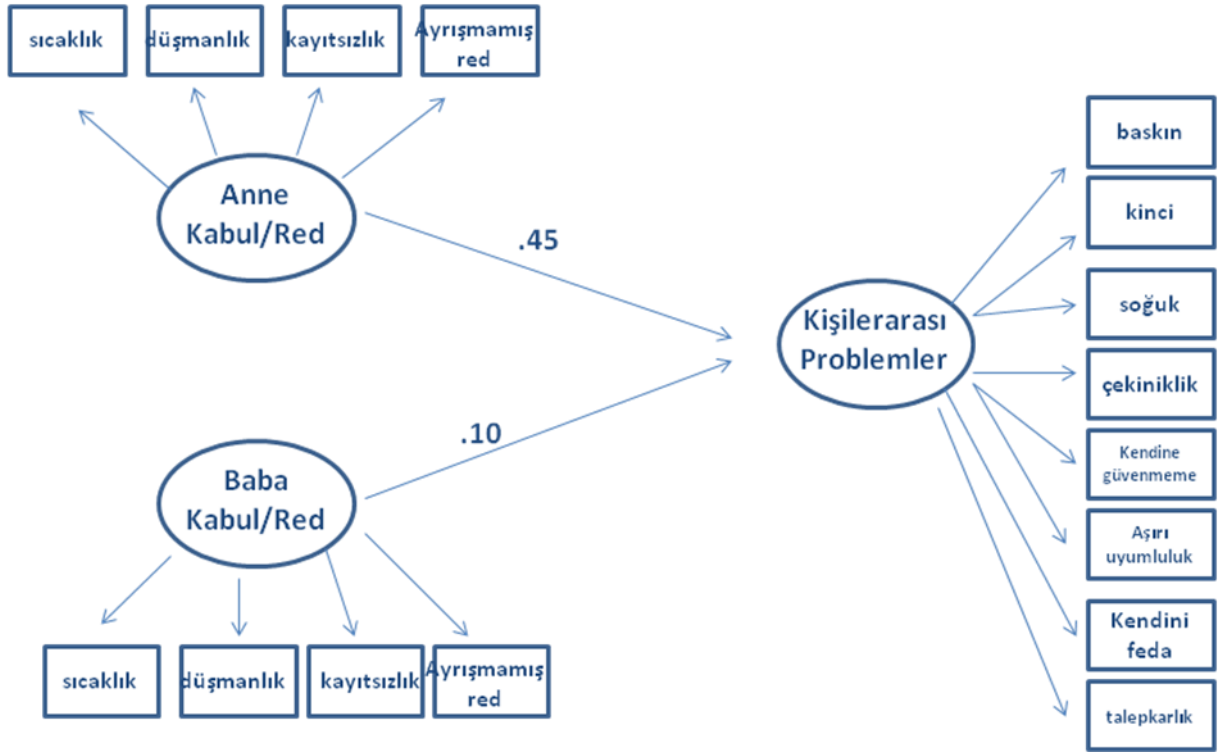 sıcaklık
düşmanlık
kayıtsızlık
Ayrışmamış
red
Anne
Kabul/Red
.45
Baba
Kabul/Red
.10
sıcaklık
düşmanlık
kayıtsızlık
Ayrışmamış
red
Kişilerarası
Problemler
baskın
kinci
soğuk
çekiniklik
Kendine
güvenmeme
Aşırı
uyumluluk
Kendini
feda
talepkarlık